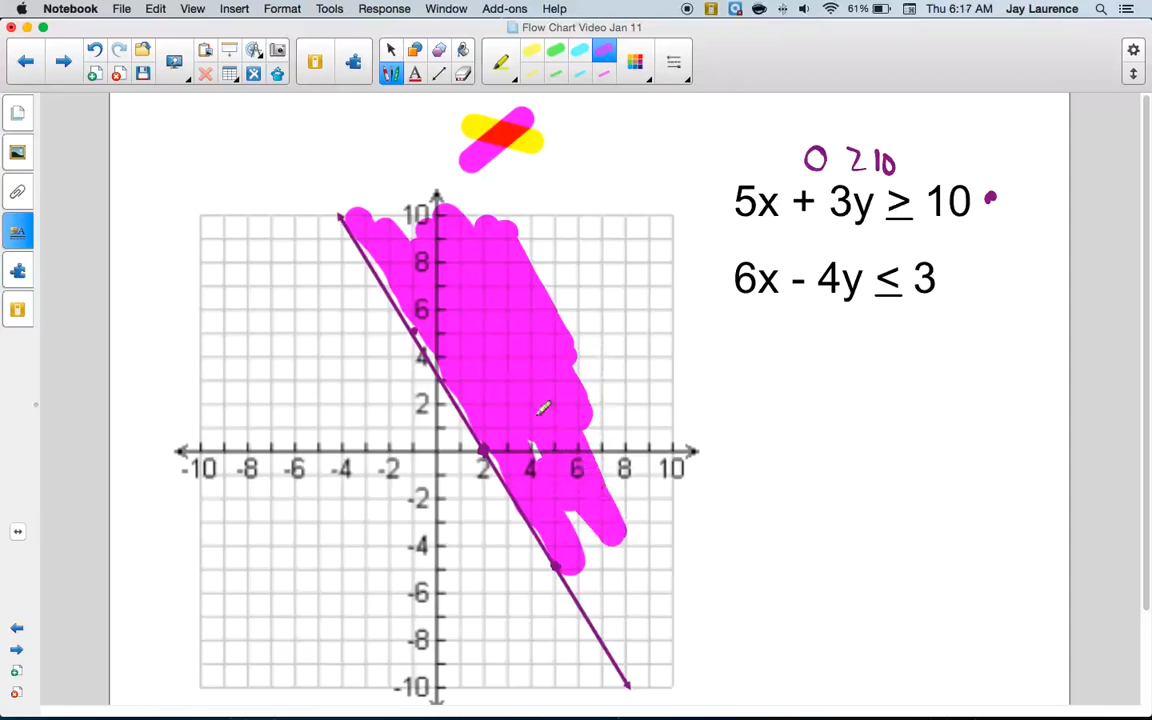 Notebook File Edit View Insert Format Tools Response Window Add-ons Help 61% Thu 6:17 AM Jay Laurence
Flow Chart Video Jan 11
A
0 ≥ 10
5x + 3y ≥ 10
6x - 4y ≤ 3
10
8
6
4
2
-10 -8 -6 -4 -2 2 4 6 8 10
-2
-4
-6
-8
-10